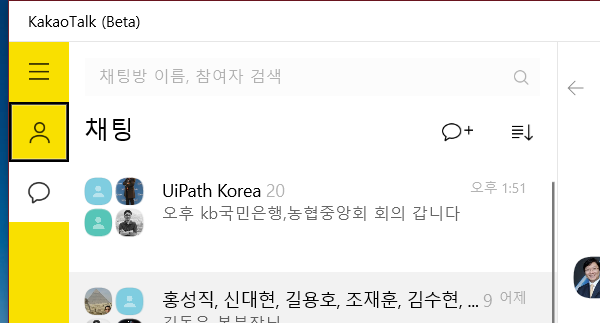 KakaoTalk (Beta)
채팅방 이름, 참여자 검색
채팅
UiPath Korea 20
오후 1:51
오후 kb국민은행,농협중앙회 회의 갑니다
홍성직, 신대현, 길용호, 조재훈, 김수현, ... 9
어제